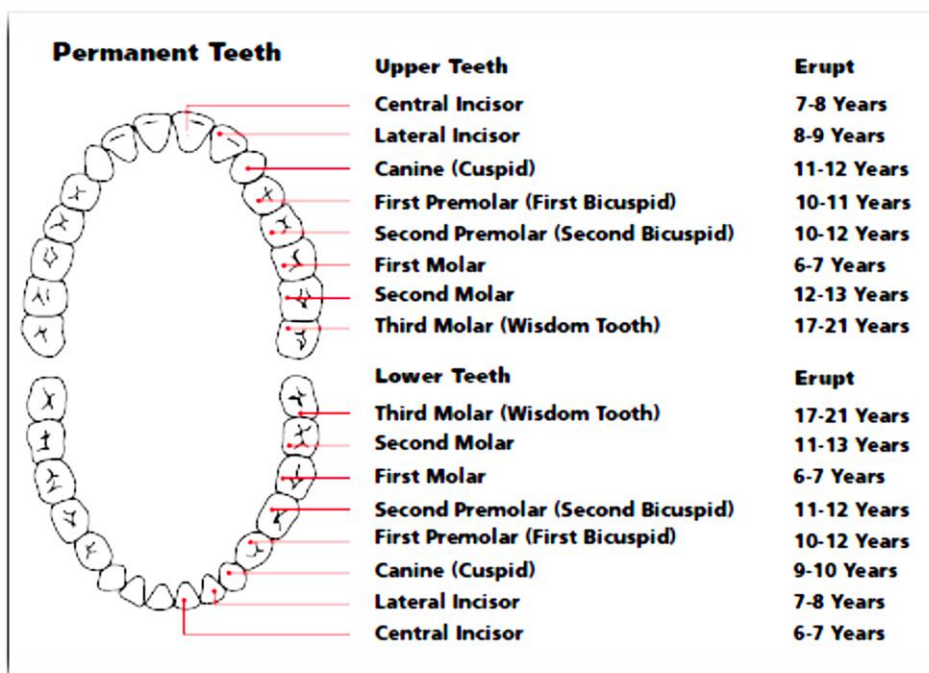 Permanent Teeth
Upper Teeth Erupt
Central Incisor 7-8 Years
Lateral Incisor 8-9 Years
Canine (Cuspid) 11-12 Years
First Premolar (First Bicuspid) 10-11 Years
Second Premolar (Second Bicuspid) 10-12 Years
First Molar 6-7 Years
Second Molar 12-13 Years
Third Molar (Wisdom Tooth) 17-21 Years
Lower Teeth Erupt
Third Molar (Wisdom Tooth) 17-21 Years
Second Molar 11-13 Years
First Molar 6-7 Years
Second Premolar (Second Bicuspid) 11-12 Years
First Premolar (First Bicuspid) 10-12 Years
Canine (Cuspid) 9-10 Years
Lateral Incisor 7-8 Years
Central Incisor 6-7 Years